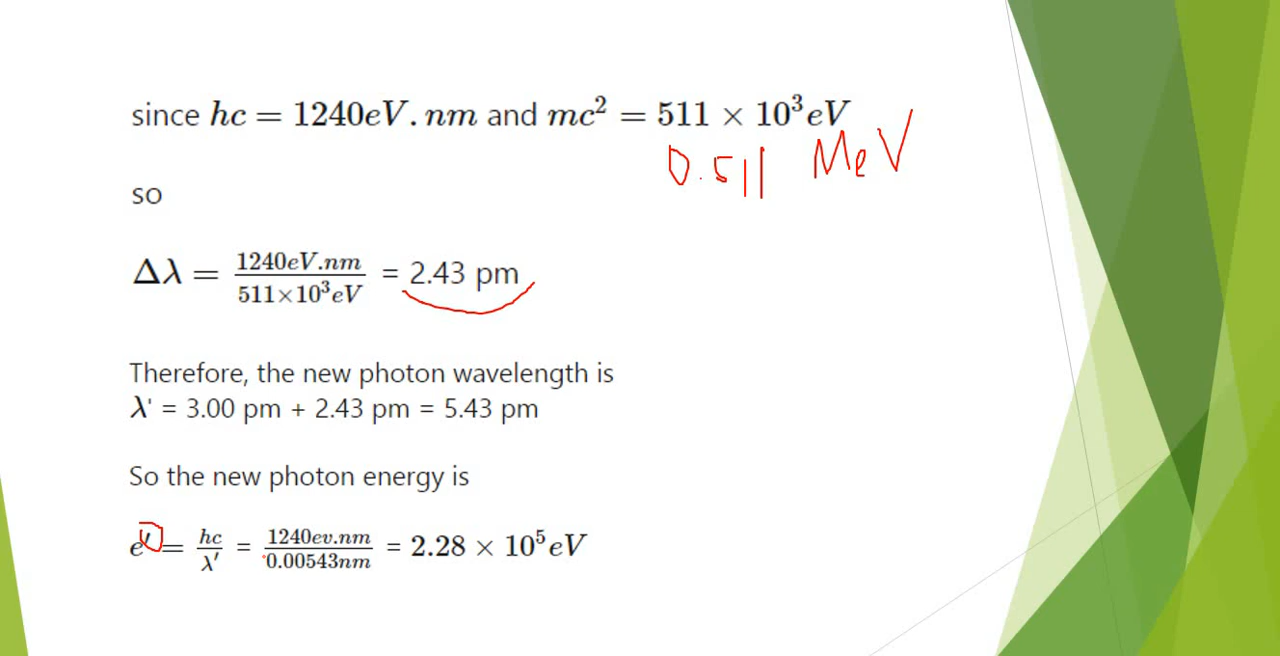 since hc = 1240eV.nm and mc² = 511 × 10³eV
0.511 MeV
so
Δλ = 1240eV.nm / 511×10³eV = 2.43 pm
Therefore, the new photon wavelength is
λ' = 3.00 pm + 2.43 pm = 5.43 pm
So the new photon energy is
e' = hc / λ' = 1240ev.nm / 0.00543nm = 2.28 × 10⁵eV